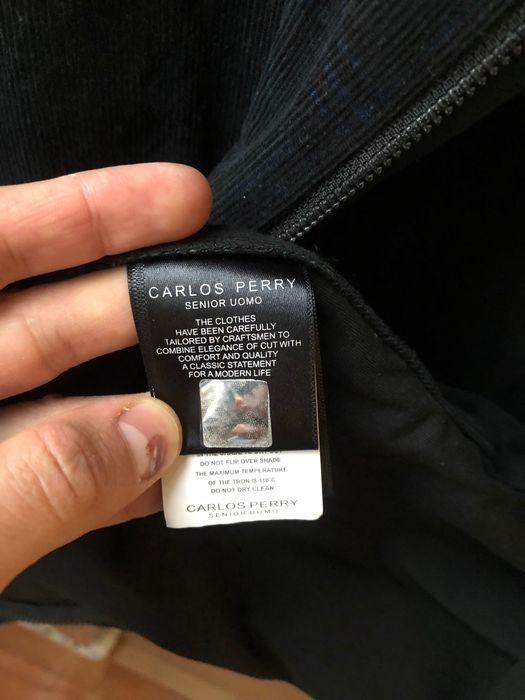 CARLOS PERRY
SENIOR UOMO
THE CLOTHES
HAVE BEEN CAREFULLY
TAILORED BY CRAFTSMEN TO
COMBINE ELEGANCE OF CUT WITH
COMFORT AND QUALITY
A CLASSIC STATEMENT
FOR A MODERN LIFE
DO NOT FLIP OVER SHADE
THE MAXIMUM TEMPERATURE
OF THE TRON IS 110°C
DO NOT DRY CLEAN
CARLOS PERRY
SENIOR UOMO